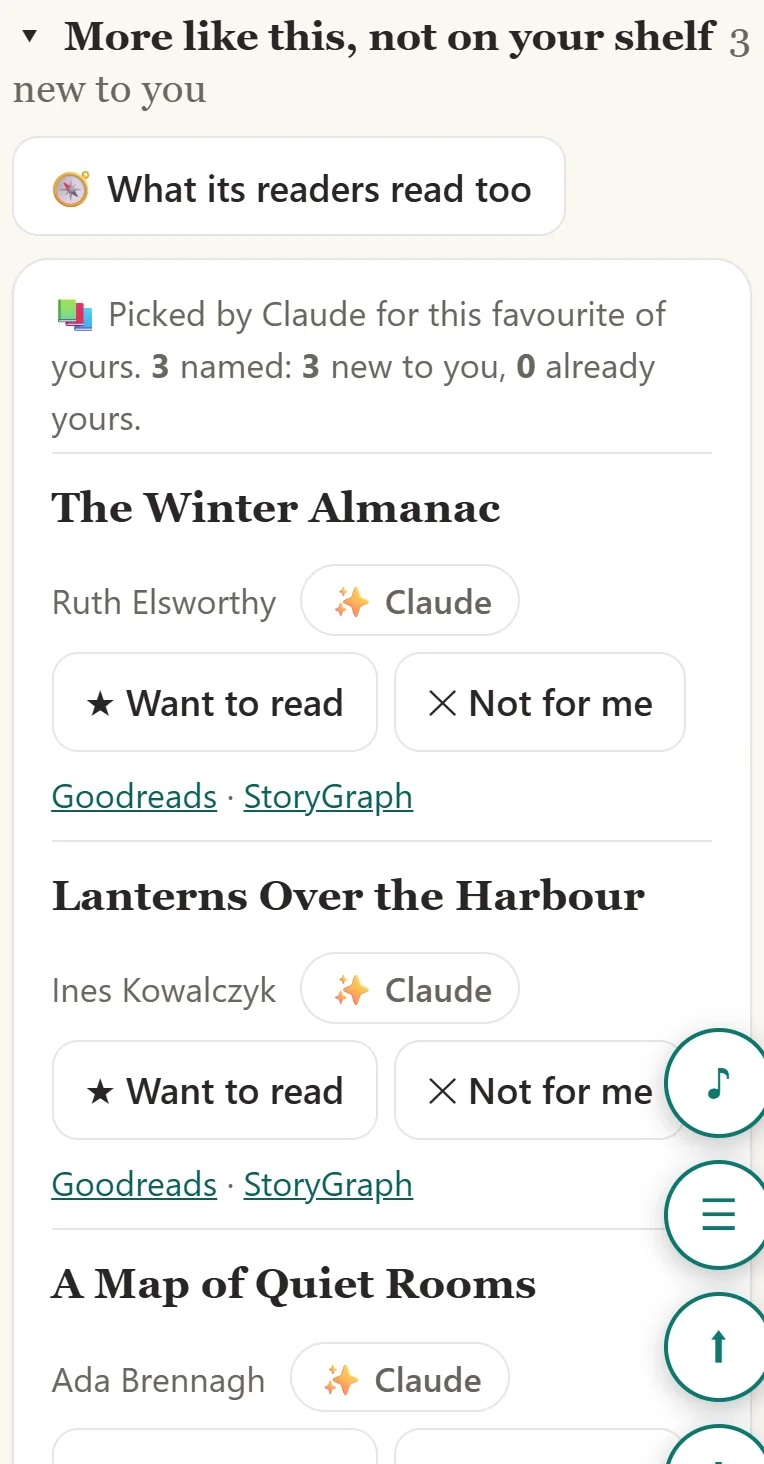 ▼ More like this, not on your shelf 3
new to you
🧭 What its readers read too
📚 Picked by Claude for this favourite of
yours. 3 named: 3 new to you, 0 already
yours.
The Winter Almanac
Ruth Elsworthy ✨ Claude
★ Want to read ✕ Not for me
Goodreads · StoryGraph
Lanterns Over the Harbour
Ines Kowalczyk ✨ Claude
★ Want to read ✕ Not for me
♪
Goodreads · StoryGraph
☰
A Map of Quiet Rooms
⬆
Ada Brennagh ✨ Claude